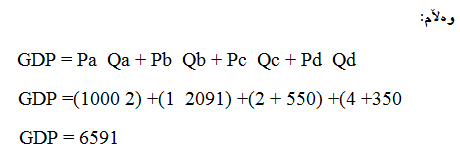 وەڵام:
GDP = Pa Qa + Pb Qb + Pc Qc + Pd Qd
GDP =(1000 2) +(1 2091) +(2 + 550) +(4 +350
GDP = 6591